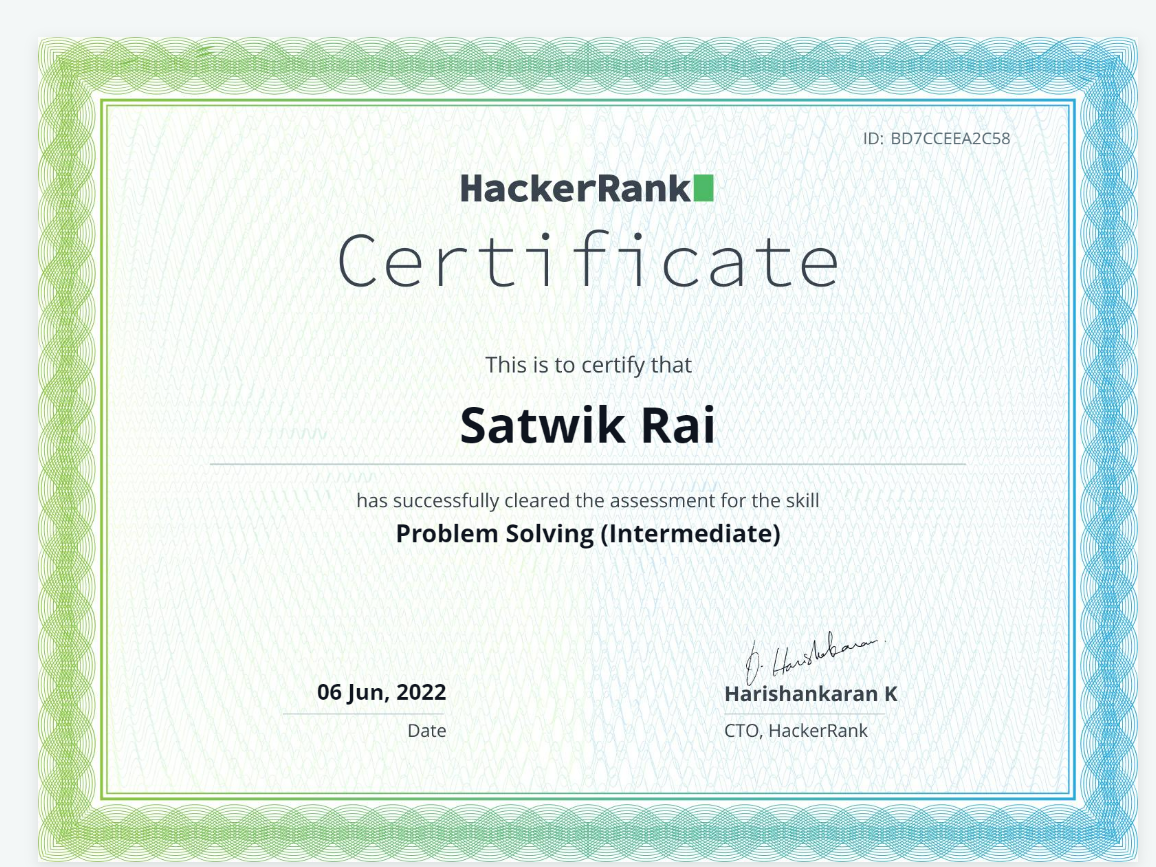 ID: BD7CCEEA2C58
HackerRank
Certificate
This is to certify that
Satwik Rai
has successfully cleared the assessment for the skill
Problem Solving (Intermediate)
06 Jun, 2022
Date
Harishankaran K
CTO, HackerRank